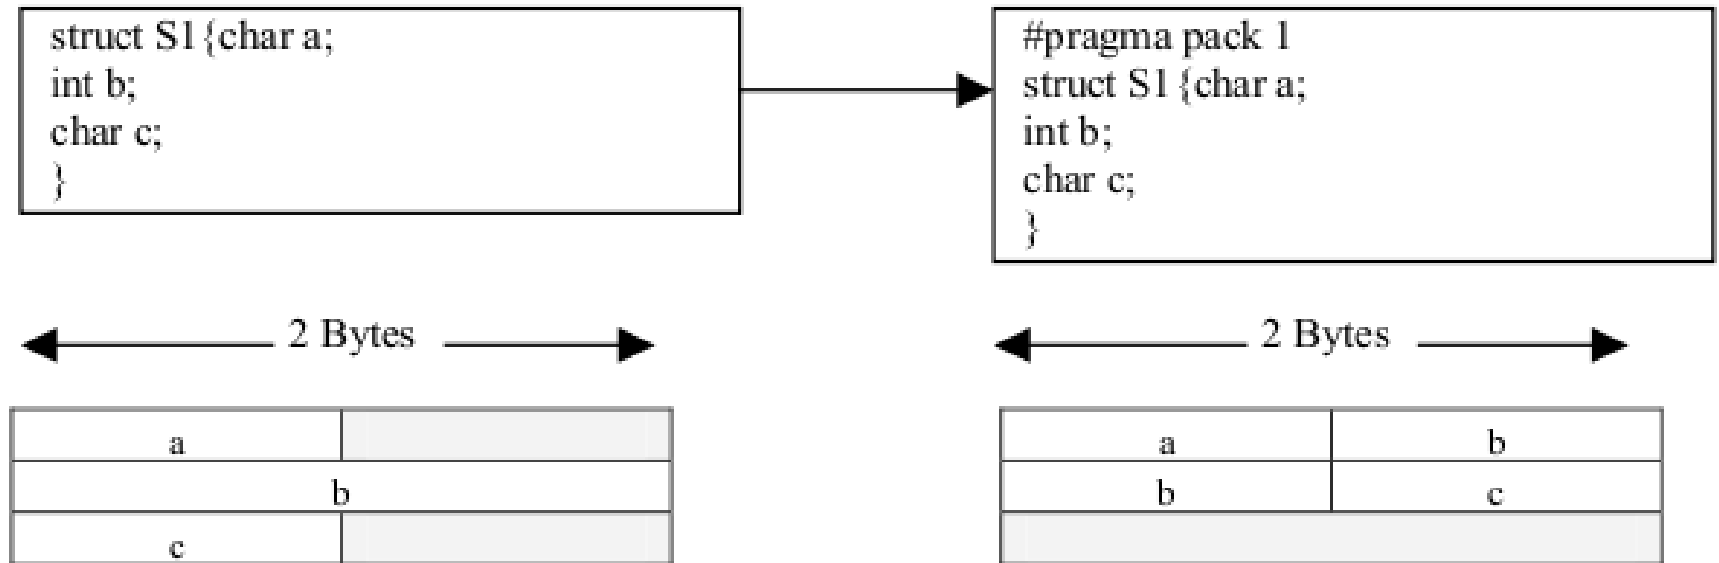 struct S1{char a;
int b;
char c;
}
#pragma pack 1
struct S1{char a;
int b;
char c;
}
2 Bytes
2 Bytes
a
b
c
a b
b c